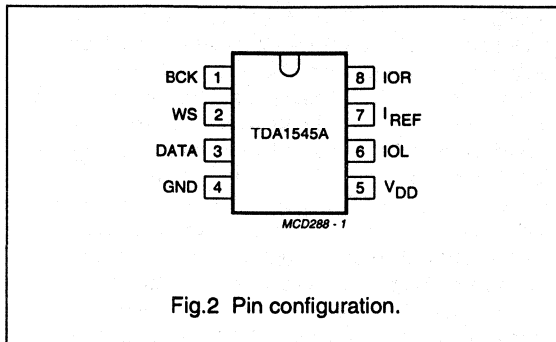 BCK 1 8 IOR
WS 2 7 IREF
TDA1545A
DATA 3 6 IOL
GND 4 5 VDD
MCD288 - 1
Fig.2 Pin configuration.